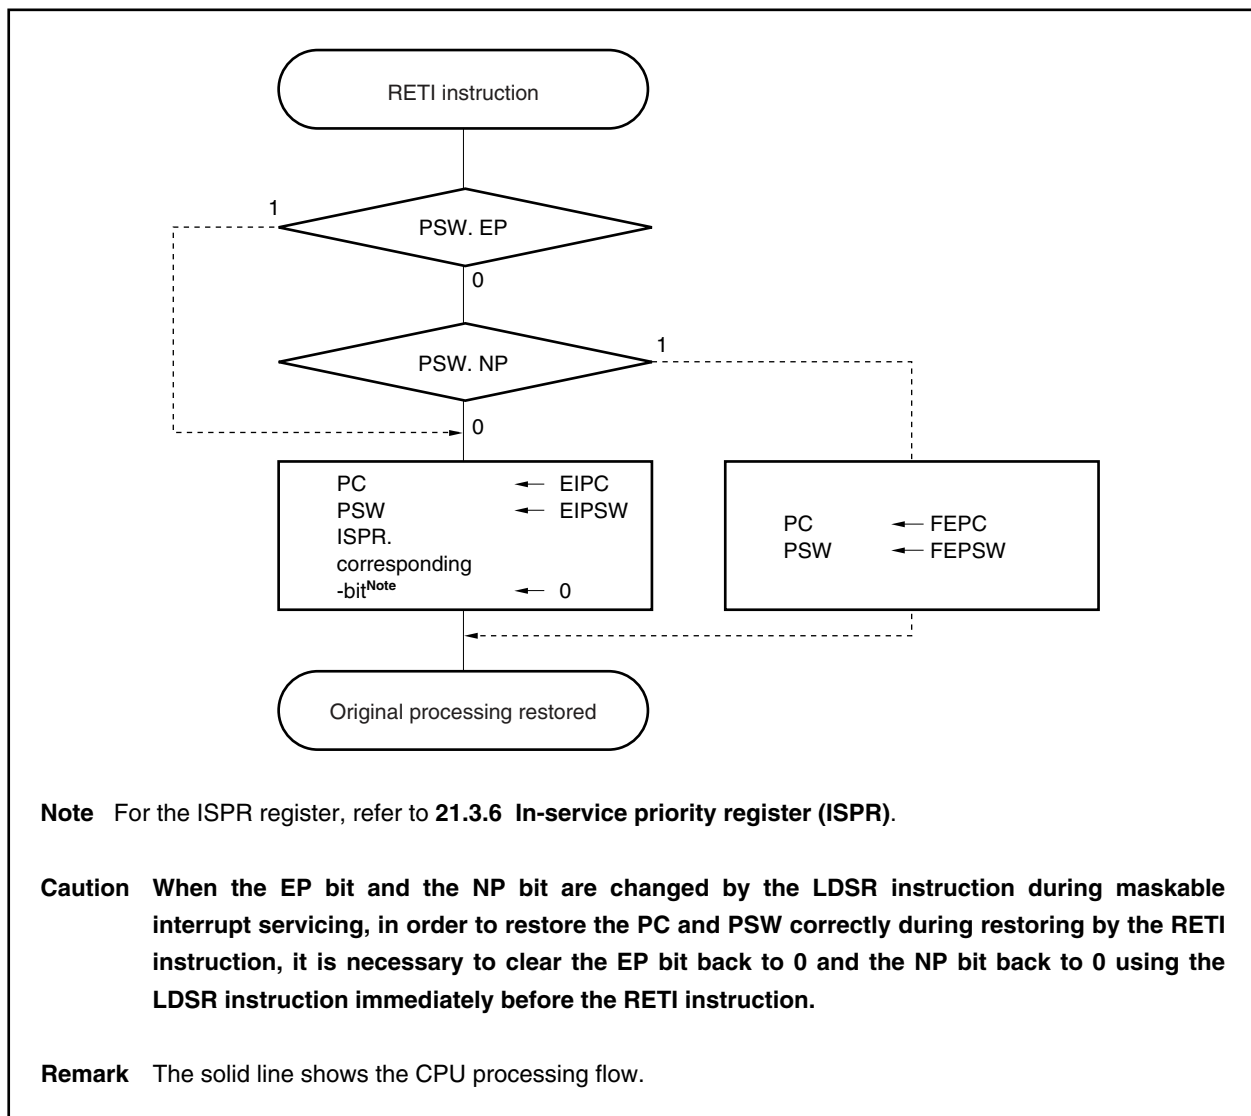 RETI instruction
1
PSW. EP
0
PSW. NP
1
0
PC ← EIPC
PSW ← EIPSW
ISPR.
corresponding
-bitNote ← 0
PC ← FEPC
PSW ← FEPSW
Original processing restored
Note For the ISPR register, refer to 21.3.6 In-service priority register (ISPR).
Caution When the EP bit and the NP bit are changed by the LDSR instruction during maskable
interrupt servicing, in order to restore the PC and PSW correctly during restoring by the RETI
instruction, it is necessary to clear the EP bit back to 0 and the NP bit back to 0 using the
LDSR instruction immediately before the RETI instruction.
Remark The solid line shows the CPU processing flow.